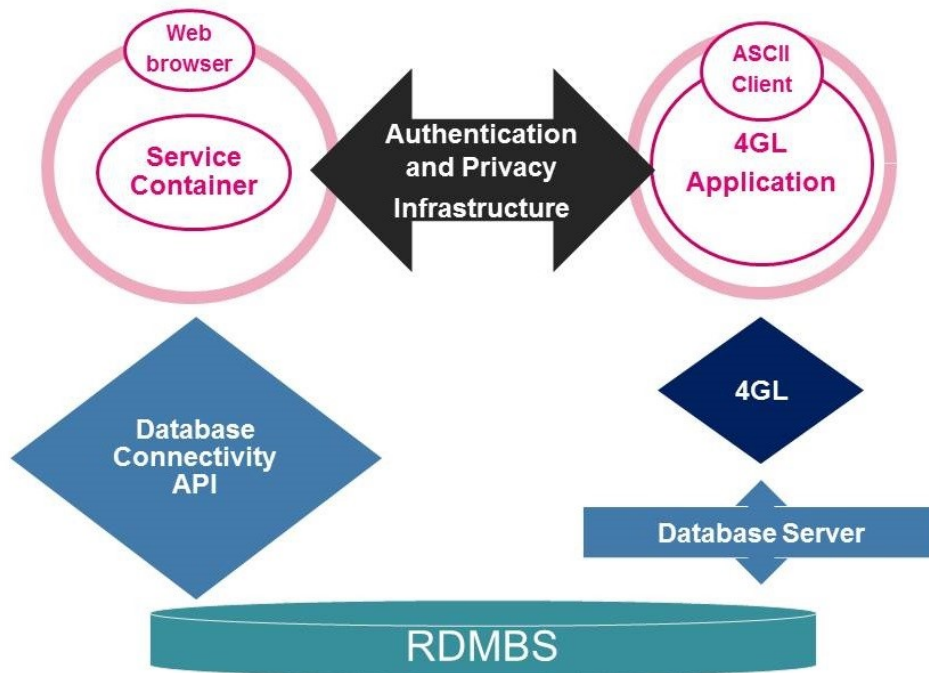 Web
browser
Service
Container
Authentication
and Privacy
Infrastructure
ASCII
Client
4GL
Application
Database
Connectivity
API
4GL
Database Server
RDMBS